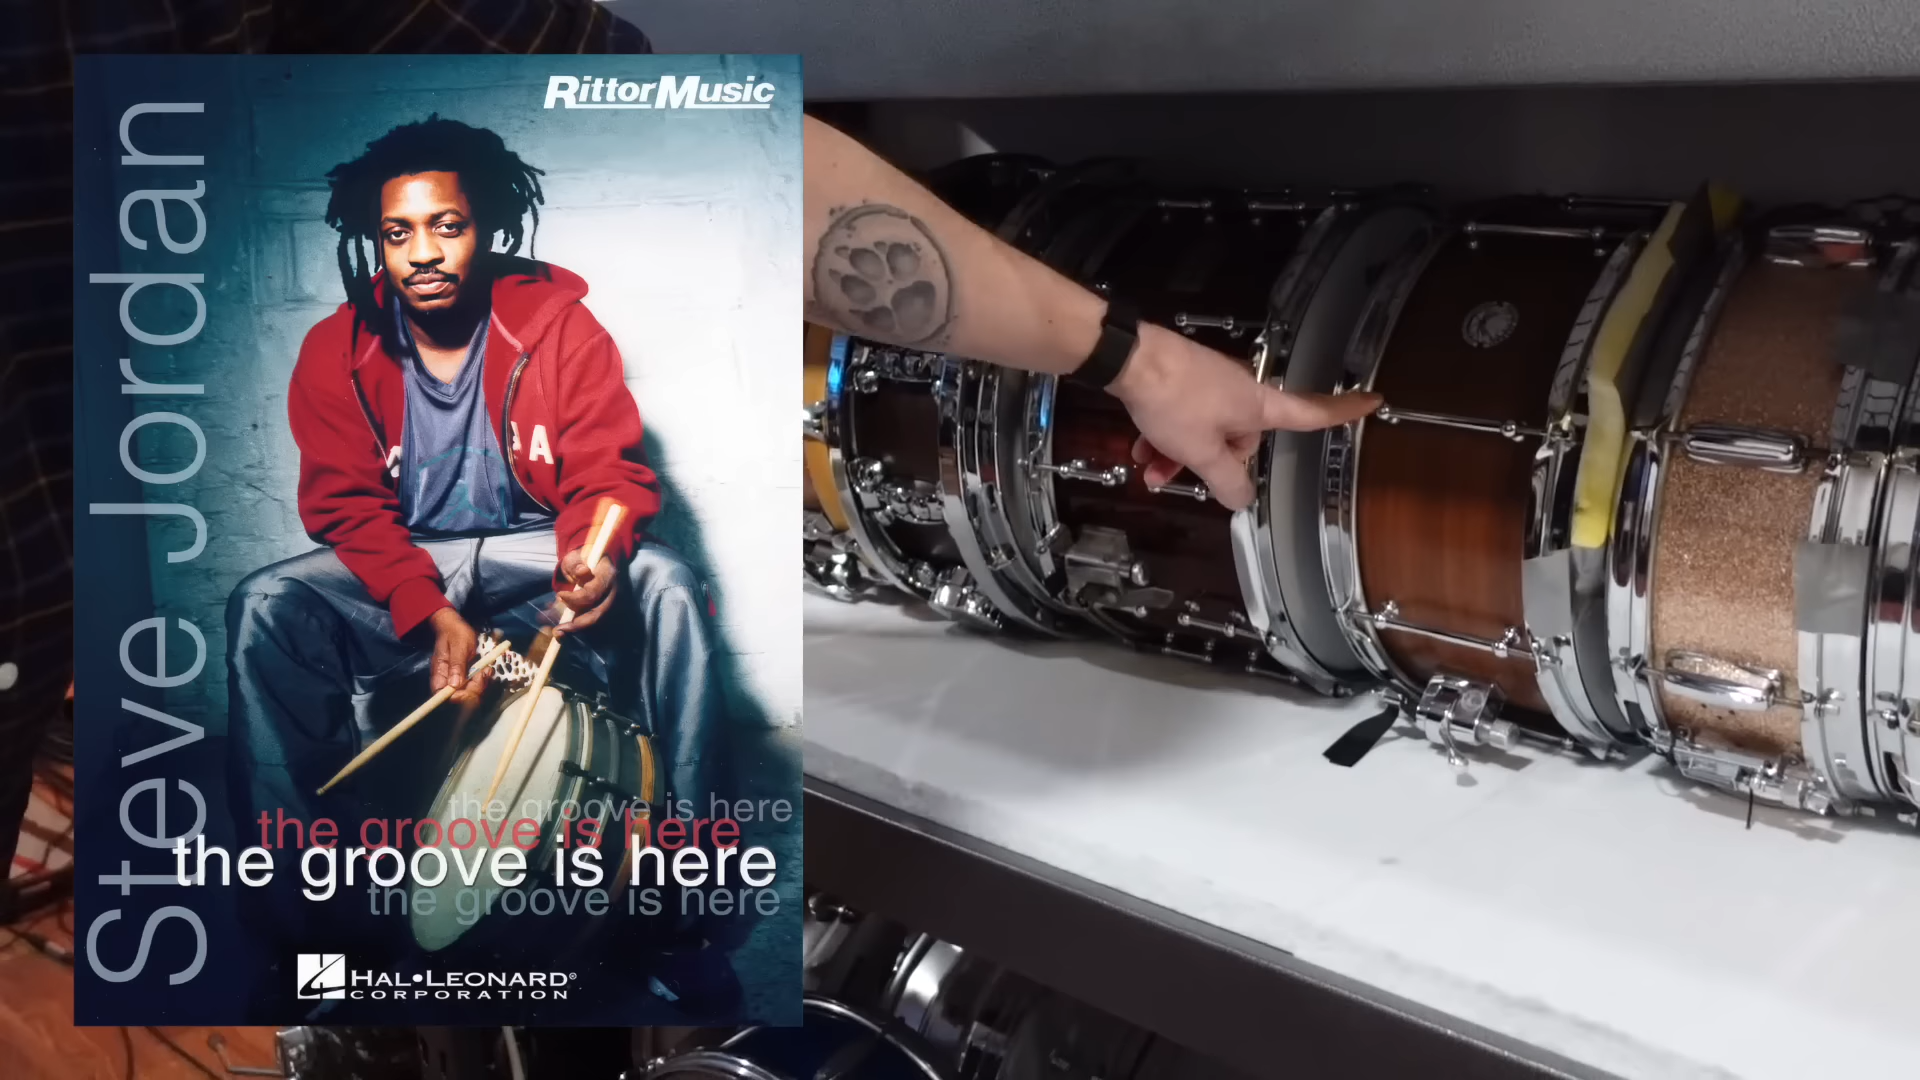 RittorMusic
Steve Jordan
A
the groove is here
the groove is here
the groove is here
the groove is here
HAL•LEONARD®
CORPORATION